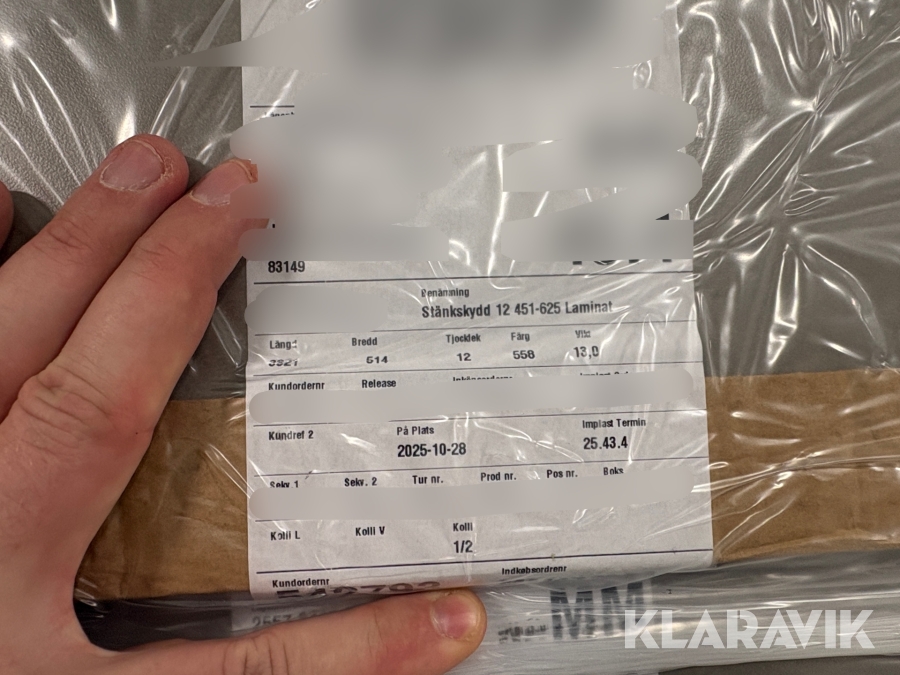 83149
Benämning
Stänkskydd 12 451-625 Laminat
Längd Bredd Tjocklek Färg Vikt
614 12 558 13,0
Kundordernr Release
Kundref 2 På Plats Implast Termin
2025-10-28 25.43.4
Sekv. 1 Sekv. 2 Tur nr. Prod nr. Pos nr. Boks
Kolli L Kolli V Kolli
1/2
Kundordernr Indkøbsordrenr
MM
KLARAVIK